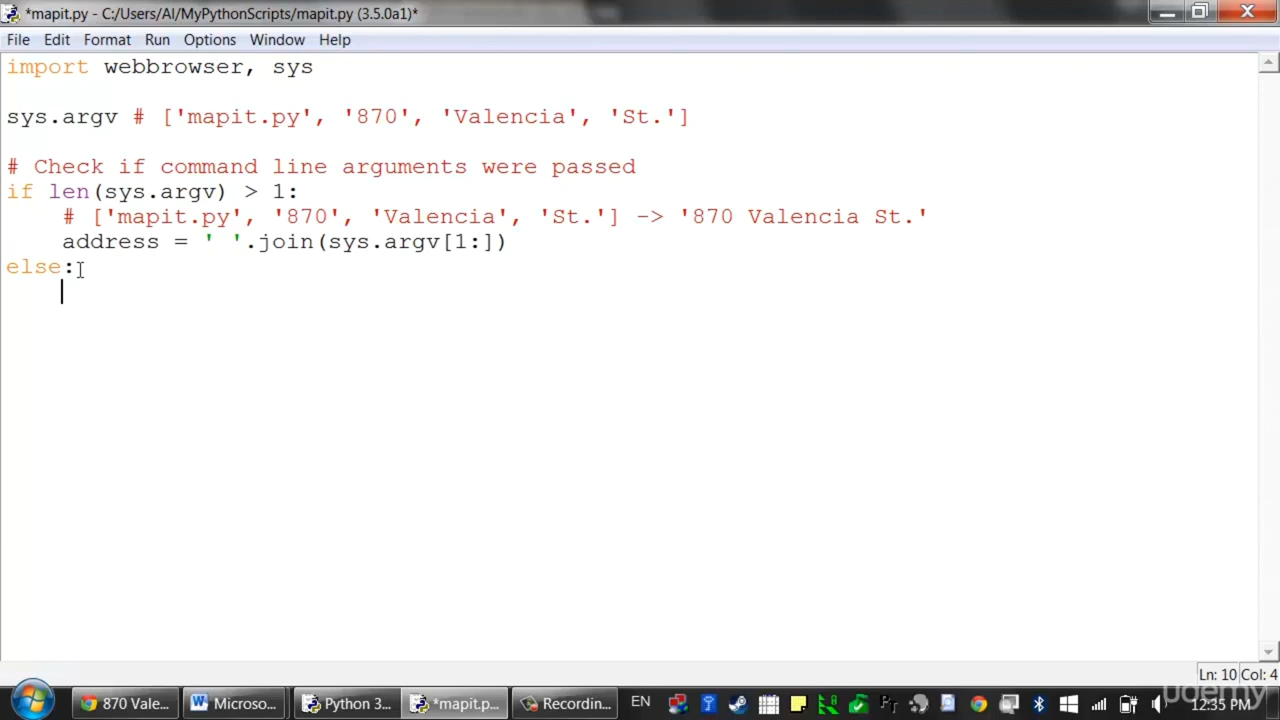 *mapit.py - C:/Users/Al/MyPythonScripts/mapit.py (3.5.0a1)*
File Edit Format Run Options Window Help
import webbrowser, sys
sys.argv # ['mapit.py', '870', 'Valencia', 'St.']
# Check if command line arguments were passed
if len(sys.argv) > 1:
# ['mapit.py', '870', 'Valencia', 'St.'] -> '870 Valencia St.'
address = ' '.join(sys.argv[1:])
else:
Ln: 10 Col: 4
870 Vale... Microso... Python 3... *mapit.p... Recordin... EN 12:35 PM
udemy